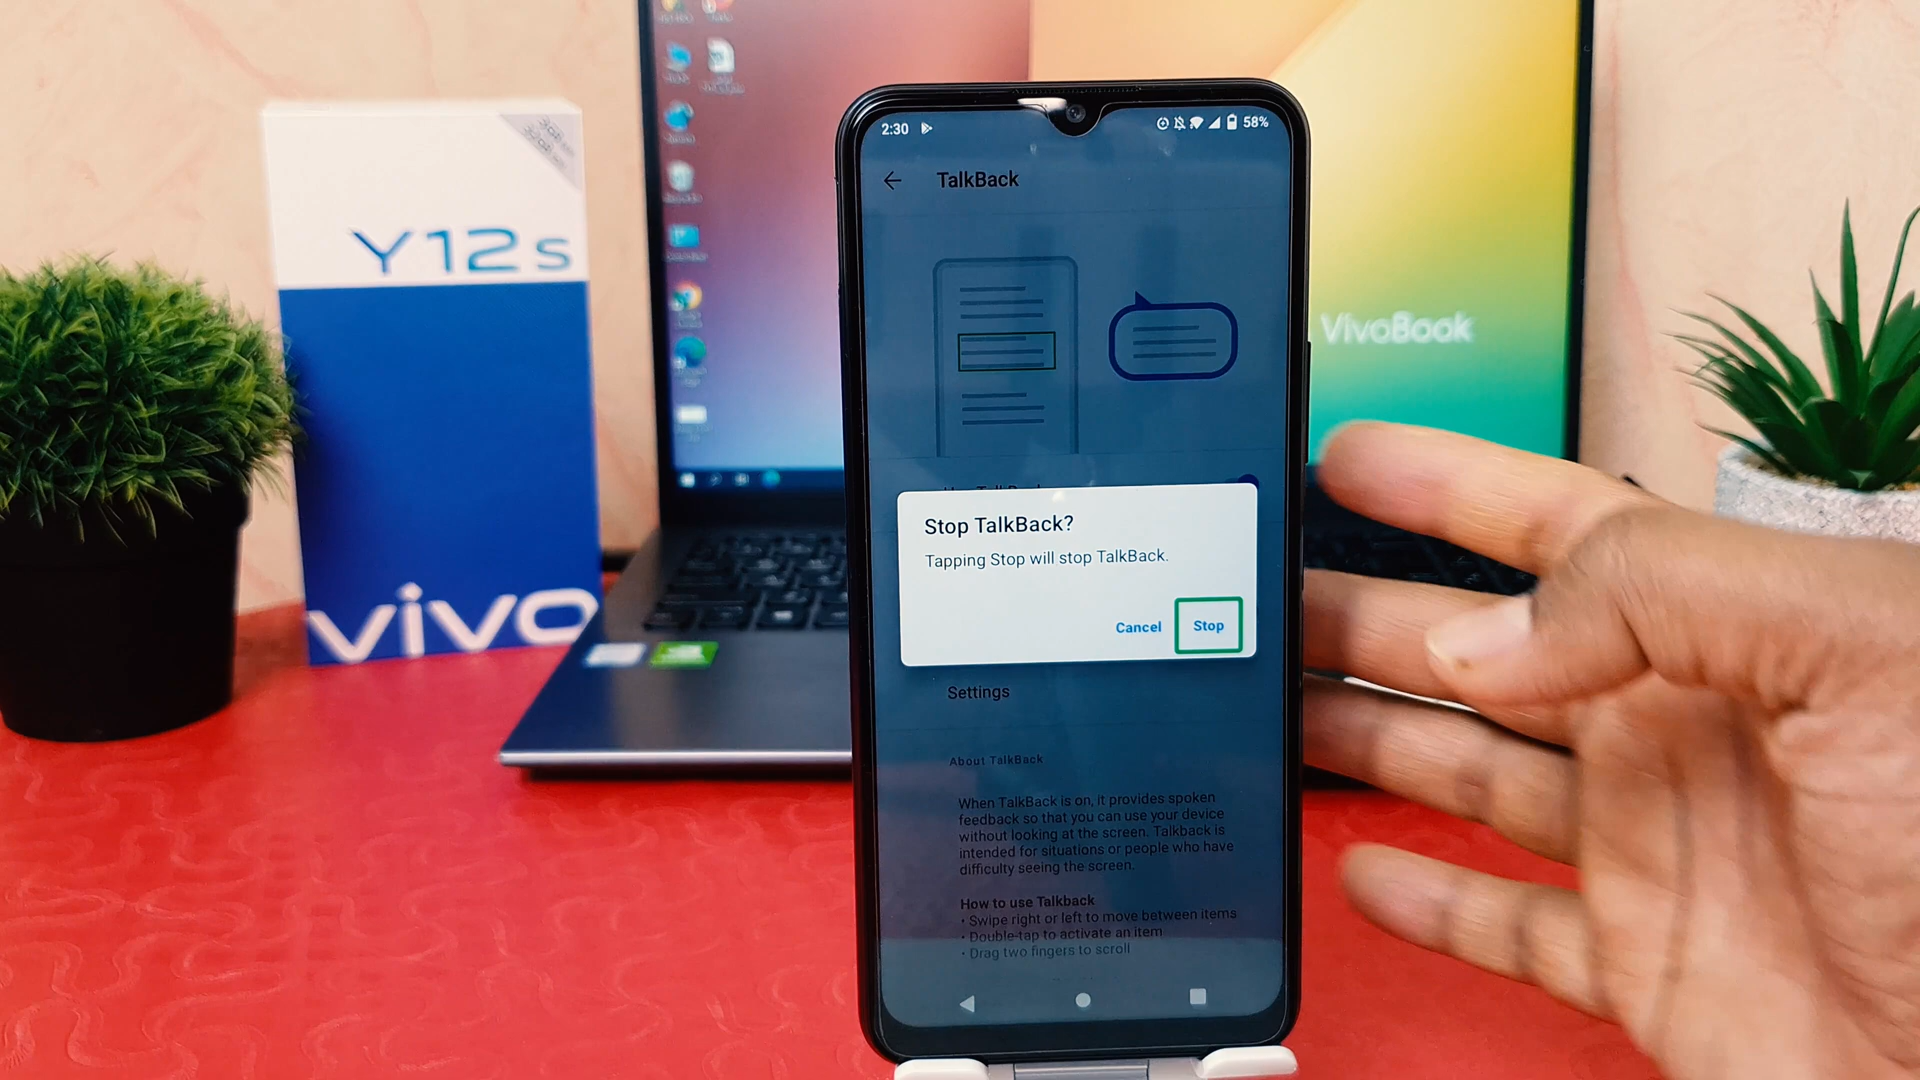 Y12s
vivo
VivoBook
2:30
58%
TalkBack
Stop TalkBack?
Tapping Stop will stop TalkBack.
Cancel
Stop
Settings
About TalkBack
When TalkBack is on, it provides spoken
feedback so that you can use your device
without looking at the screen. Talkback is
intended for situations or people who have
difficulty seeing the screen.
How to use Talkback
• Swipe right or left to move between items
• Double-tap to activate an item
• Drag two fingers to scroll